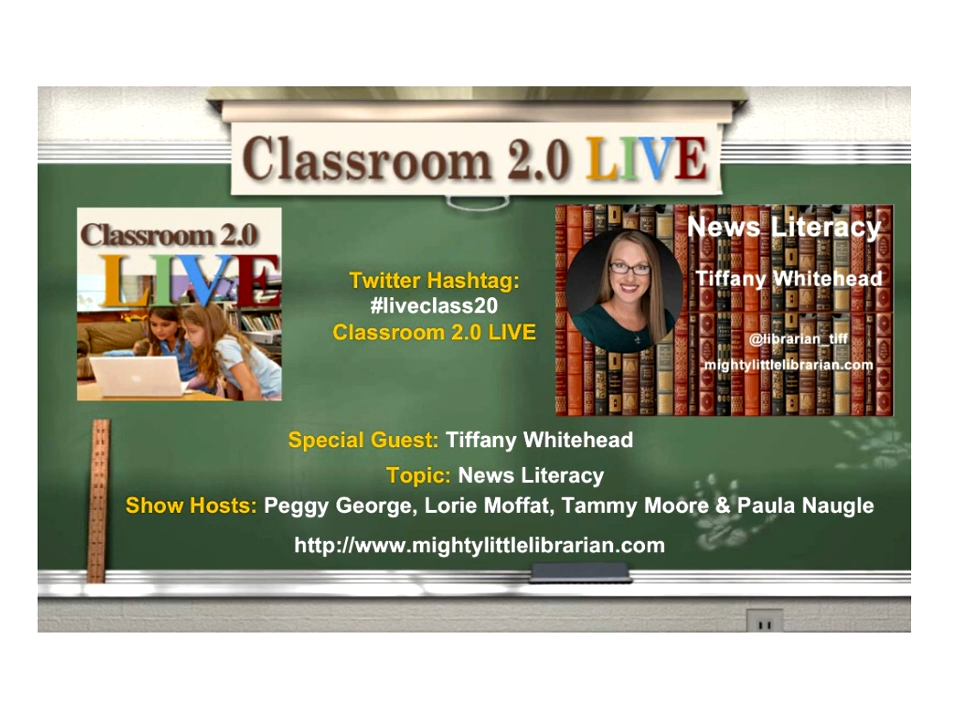 Classroom 2.0 LIVE
Classroom 2.0
LIVE
Twitter Hashtag:
#liveclass20
Classroom 2.0 LIVE
News Literacy
Tiffany Whitehead
@librarian_tiff
mightylittlelibrarian.com
Special Guest: Tiffany Whitehead
Topic: News Literacy
Show Hosts: Peggy George, Lorie Moffat, Tammy Moore & Paula Naugle
http://www.mightylittlelibrarian.com